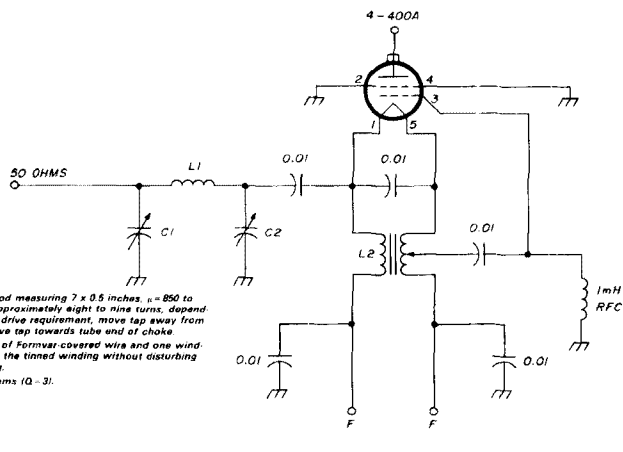 4-400A
2
4
3
1
5
50 OHMS
L1
0.01
0.01
C1
C2
L2
0.01
1mH
RFC
od measuring 7 x 0.5 inches, μ = 850 to
pproximately eight to nine turns, depend-
drive requirement, move tap away from
ve tap towards tube end of choke.
of Formvar-covered wire and one wind-
the tinned winding without disturbing
ms (Q = 3).
0.01
0.01
F
F